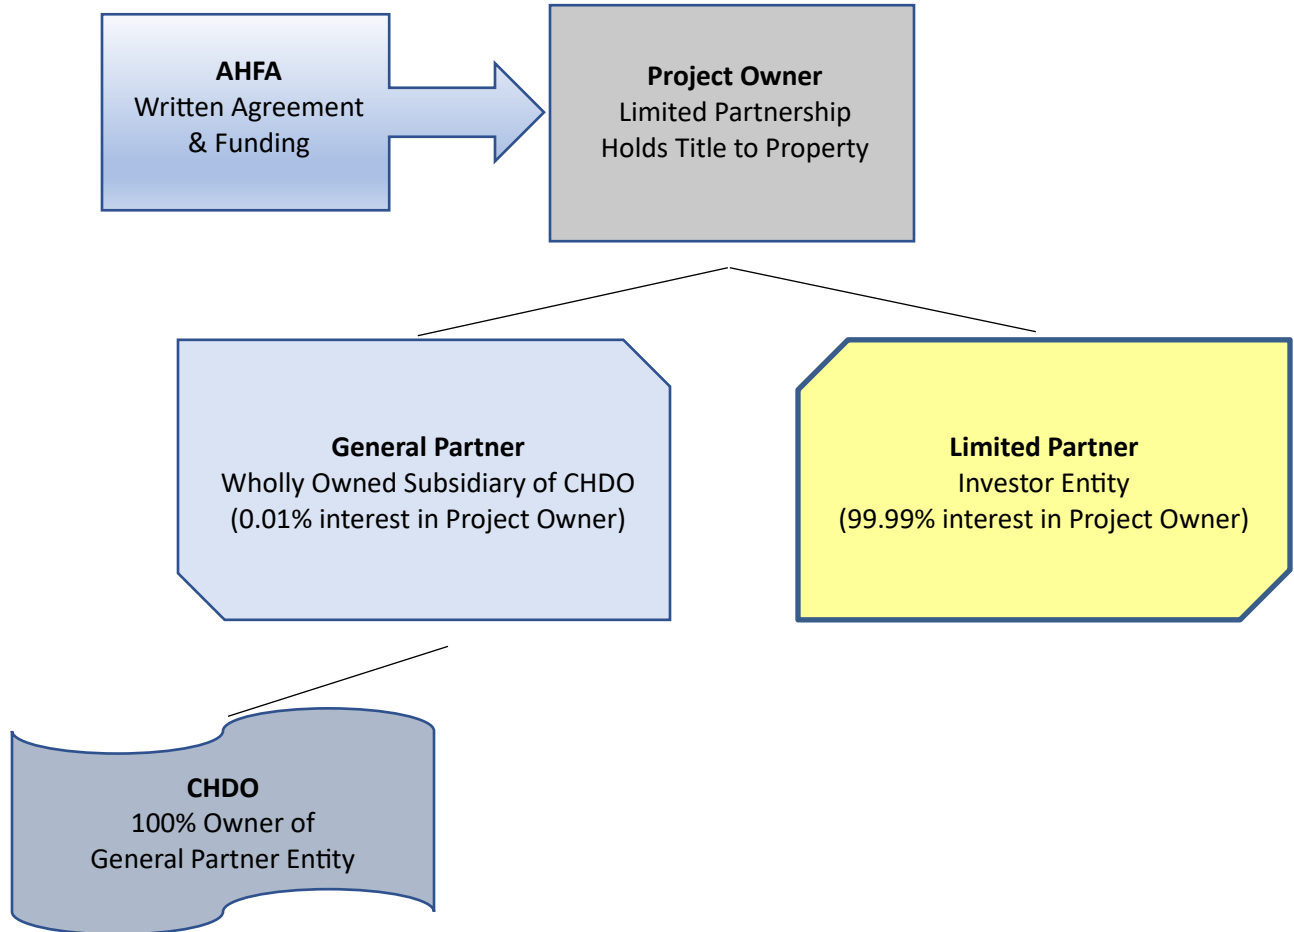 AHFA
Written Agreement
& Funding
Project Owner
Limited Partnership
Holds Title to Property
General Partner
Wholly Owned Subsidiary of CHDO
(0.01% interest in Project Owner)
Limited Partner
Investor Entity
(99.99% interest in Project Owner)
CHDO
100% Owner of
General Partner Entity